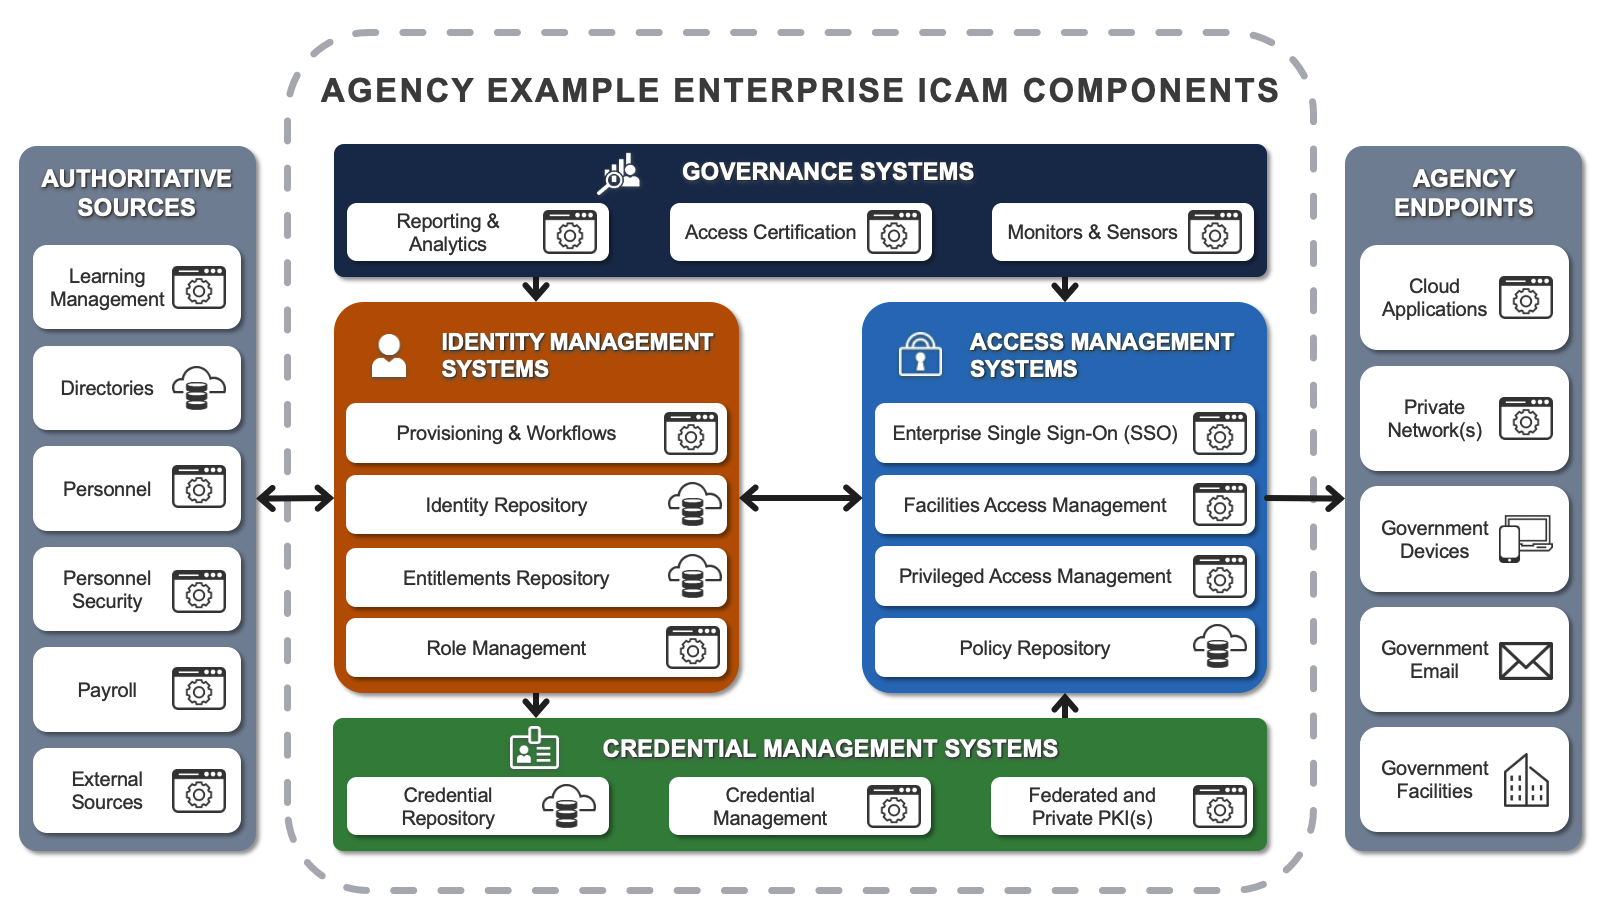 AGENCY EXAMPLE ENTERPRISE ICAM COMPONENTS
AUTHORITATIVE
SOURCES
Learning
Management
Directories
Personnel
Personnel
Security
Payroll
External
Sources
GOVERNANCE SYSTEMS
Reporting &
Analytics
Access Certification
Monitors & Sensors
IDENTITY MANAGEMENT
SYSTEMS
Provisioning & Workflows
Identity Repository
Entitlements Repository
Role Management
ACCESS MANAGEMENT
SYSTEMS
Enterprise Single Sign-On (SSO)
Facilities Access Management
Privileged Access Management
Policy Repository
CREDENTIAL MANAGEMENT SYSTEMS
Credential
Repository
Credential
Management
Federated and
Private PKI(s)
AGENCY
ENDPOINTS
Cloud
Applications
Private
Network(s)
Government
Devices
Government
Email
Government
Facilities